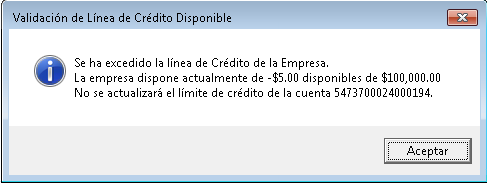 Validación de Línea de Crédito Disponible
Se ha excedido la línea de Crédito de la Empresa.
La empresa dispone actualmente de -$5.00 disponibles de $100,000.00
No se actualizará el límite de crédito de la cuenta 5473700024000194.
Aceptar